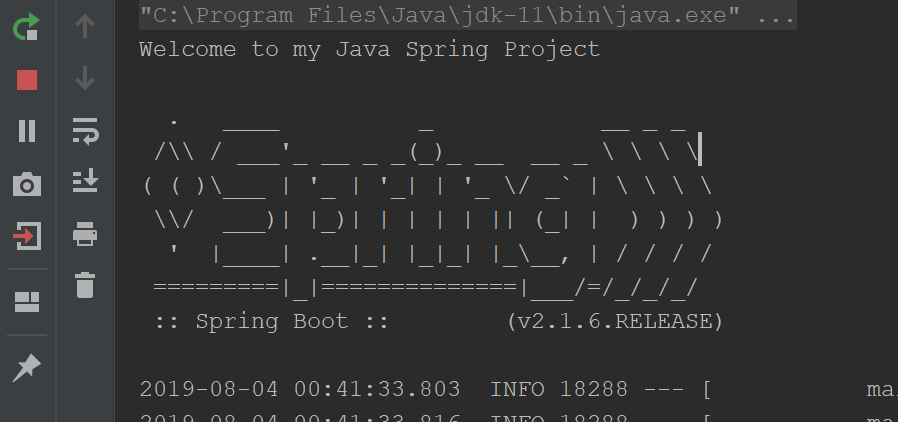 "C:\Program Files\Java\jdk-11\bin\java.exe" ...
Welcome to my Java Spring Project
  .   ____          _            __ _ _
 /\\ / ___'_ __ _ _(_)_ __  __ _ \ \ \ \
( ( )\___ | '_ | '_| | '_ \/ _` | \ \ \ \
 \\/  ___)| |_)| | | | | || (_| |  ) ) ) )
  '  |____| .__|_| |_|_| |_\__, | / / / /
 =========|_|==============|___/=/_/_/_/
 :: Spring Boot ::        (v2.1.6.RELEASE)
2019-08-04 00:41:33.803  INFO 18288 --- [           ma
2019-08-04 00:41:33.816  INFO 18288 --- [           ma